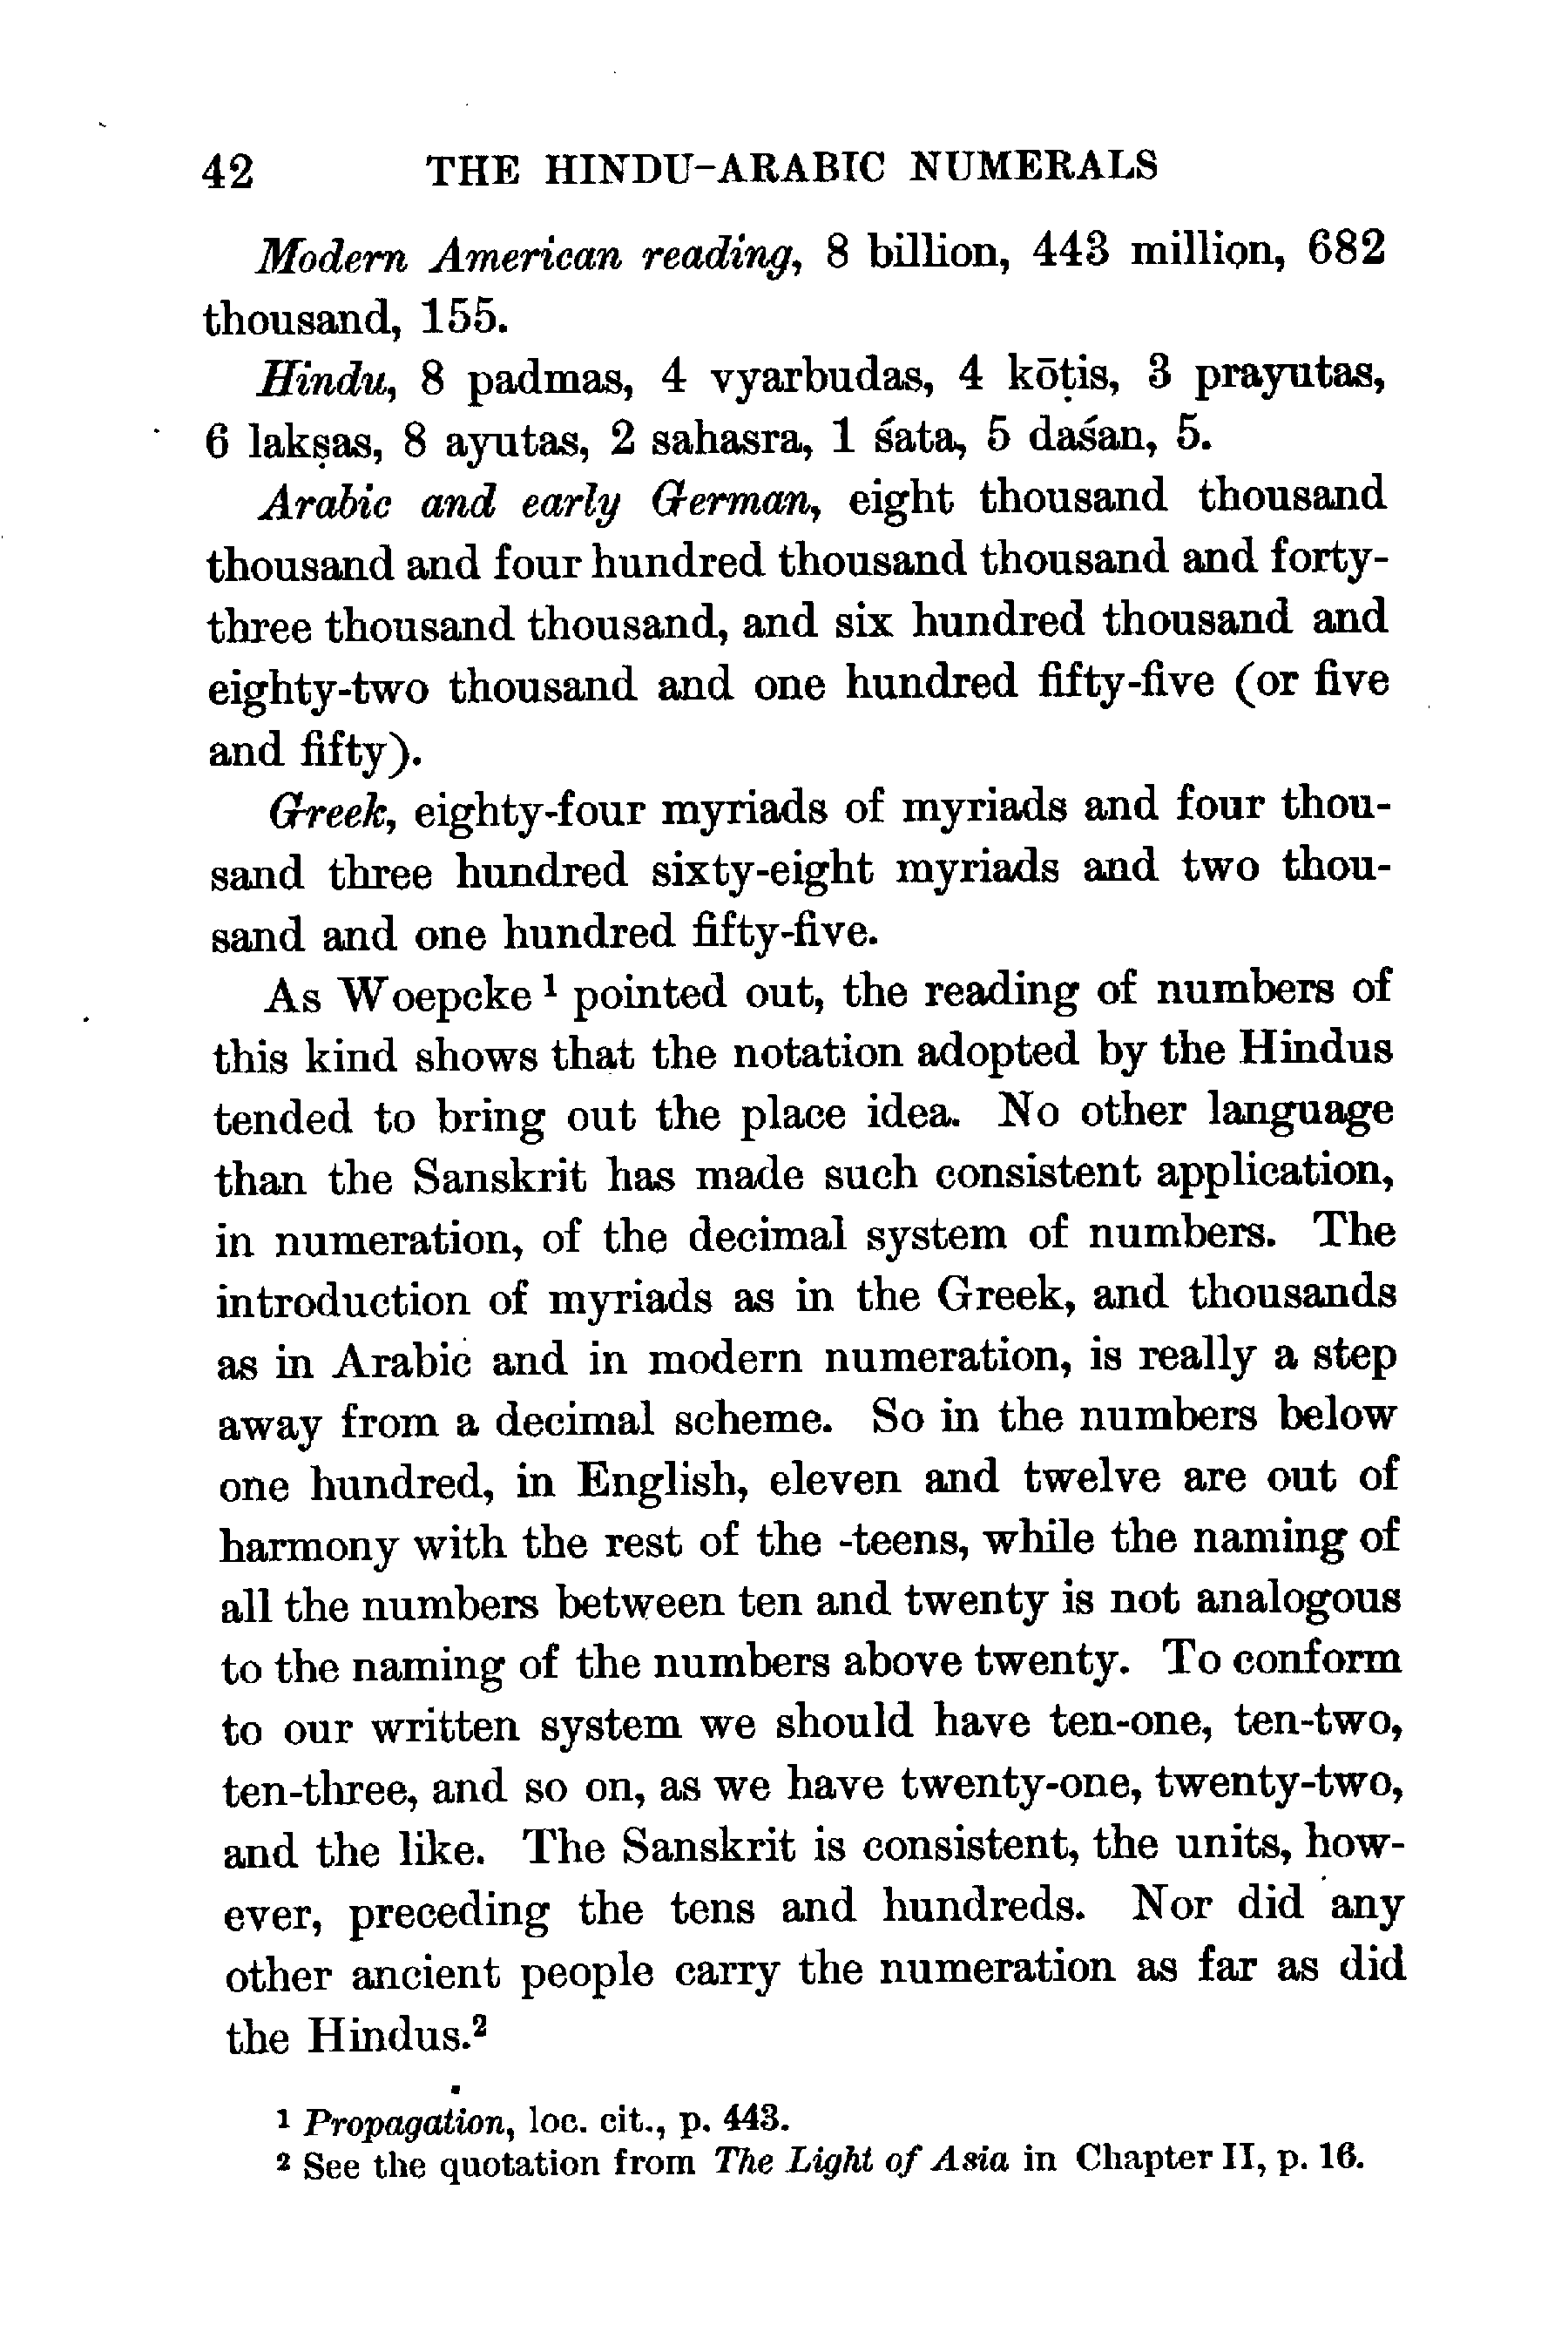 42 THE HINDU-ARABIC NUMERALS
Modern American reading, 8 billion, 443 million, 682
thousand, 155.
Hindu, 8 padmas, 4 vyarbudas, 4 kōṭis, 3 prayutas,
6 lakṣas, 8 ayutas, 2 sahasra, 1 śata, 5 daśan, 5.
Arabic and early German, eight thousand thousand
thousand and four hundred thousand thousand and forty-
three thousand thousand, and six hundred thousand and
eighty-two thousand and one hundred fifty-five (or five
and fifty).
Greek, eighty-four myriads of myriads and four thou-
sand three hundred sixty-eight myriads and two thou-
sand and one hundred fifty-five.
As Woepcke¹ pointed out, the reading of numbers of
this kind shows that the notation adopted by the Hindus
tended to bring out the place idea. No other language
than the Sanskrit has made such consistent application,
in numeration, of the decimal system of numbers. The
introduction of myriads as in the Greek, and thousands
as in Arabic and in modern numeration, is really a step
away from a decimal scheme. So in the numbers below
one hundred, in English, eleven and twelve are out of
harmony with the rest of the -teens, while the naming of
all the numbers between ten and twenty is not analogous
to the naming of the numbers above twenty. To conform
to our written system we should have ten-one, ten-two,
ten-three, and so on, as we have twenty-one, twenty-two,
and the like. The Sanskrit is consistent, the units, how-
ever, preceding the tens and hundreds. Nor did any
other ancient people carry the numeration as far as did
the Hindus.²
¹ Propagation, loc. cit., p. 443.
² See the quotation from The Light of Asia in Chapter II, p. 16.